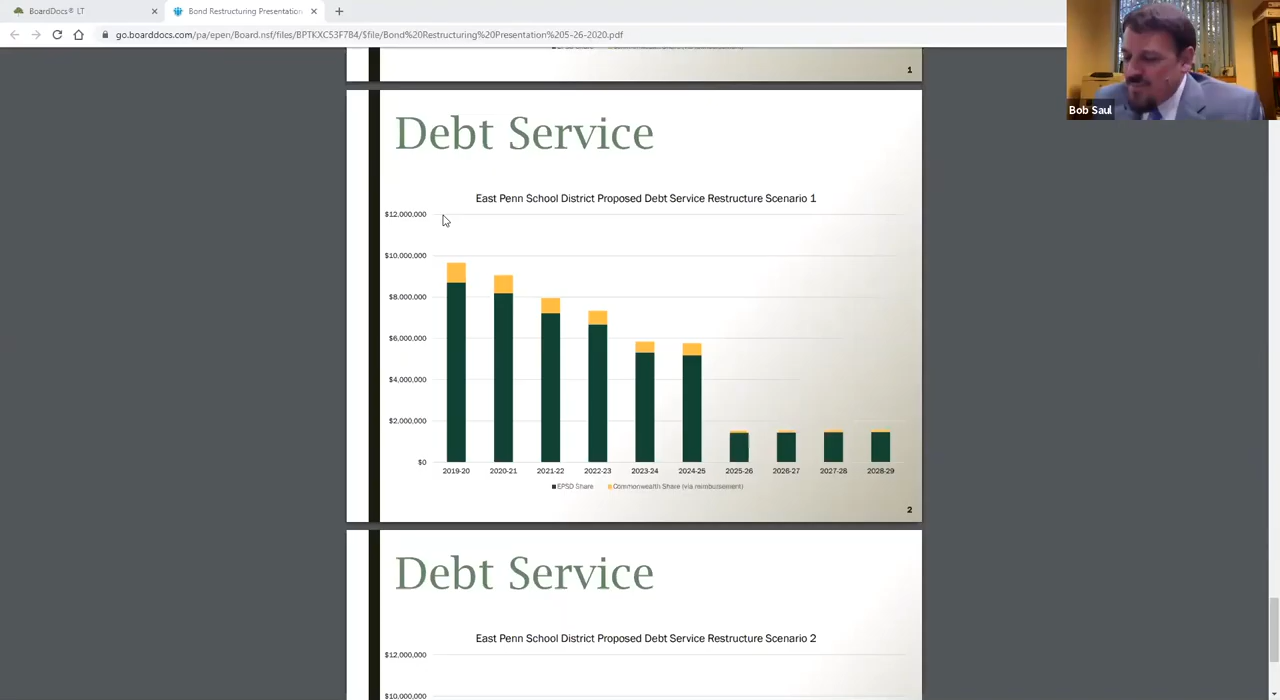 BoardDocs® LT
Bond Restructuring Presentation
go.boarddocs.com/pa/epen/Board.nsf/files/BPTKXC53F7B4/$file/Bond%20Restructuring%20Presentation%205-26-2020.pdf
Bob Saul
1
Debt Service
East Penn School District Proposed Debt Service Restructure Scenario 1
$12,000,000
$10,000,000
$8,000,000
$6,000,000
$4,000,000
$2,000,000
$0
2019-20 2020-21 2021-22 2022-23 2023-24 2024-25 2025-26 2026-27 2027-28 2028-29
EPSD Share Commonwealth Share (via reimbursement)
2
Debt Service
East Penn School District Proposed Debt Service Restructure Scenario 2
$12,000,000
$10,000,000